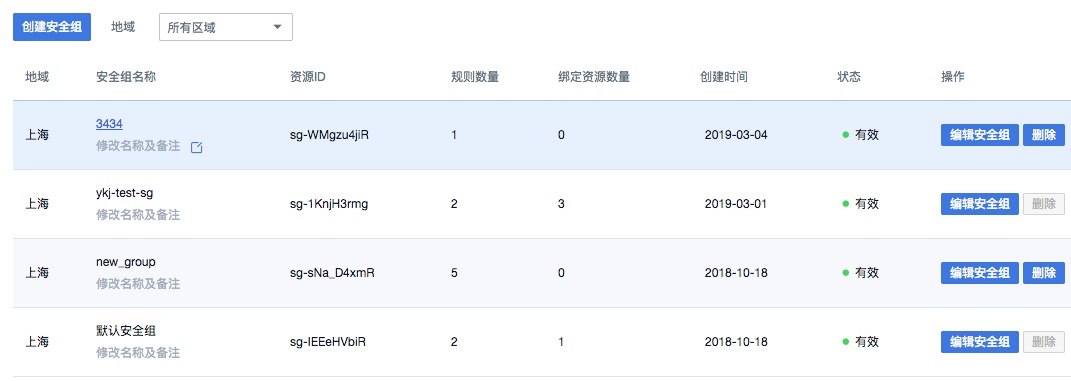 创建安全组 地域 所有区域
地域 安全组名称 资源ID 规则数量 绑定资源数量 创建时间 状态 操作
3434
上海 sg-WMgzu4jiR 1 0 2019-03-04 有效 编辑安全组 删除
修改名称及备注
ykj-test-sg
上海 sg-1KnjH3rmg 2 3 2019-03-01 有效 编辑安全组 删除
修改名称及备注
new_group
上海 sg-sNa_D4xmR 5 0 2018-10-18 有效 编辑安全组 删除
修改名称及备注
默认安全组
上海 sg-IEEeHVbiR 2 1 2018-10-18 有效 编辑安全组 删除
修改名称及备注